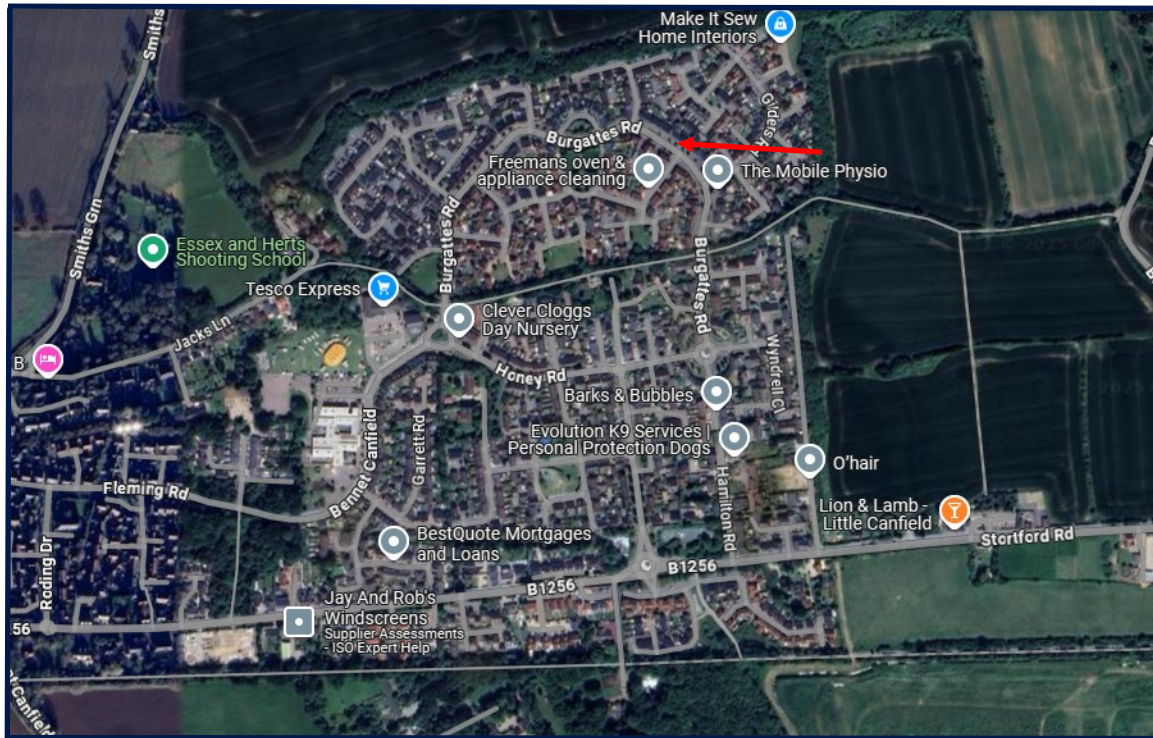 Make It Sew
Home Interiors
Smiths
Gilders
Burgattes Rd
Freemans oven &
appliance cleaning
The Mobile Physio
Smiths Grn
Essex and Herts
Shooting School
Burgattes Rd
Burgattes Rd
Tesco Express
Clever Cloggs
Day Nursery
Jacks Ln
B
Honey Rd
Wyndrell Cl
Barks & Bubbles
Evolution K9 Services |
Personal Protection Dogs
Garrett Rd
Bennet Canfield
O'hair
Fleming Rd
Hamilton Rd
Lion & Lamb -
Little Canfield
Stortford Rd
Roding Dr
BestQuote Mortgages
and Loans
B1256
B1256
256
Jay And Rob's
Windscreens
Supplier Assessments
- ISO Expert Help
Canfield